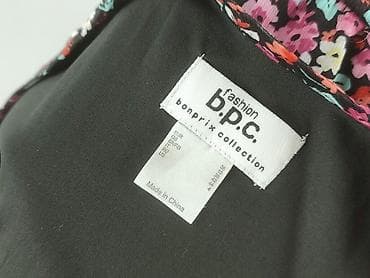 fashion
b.p.c.
bonprix collection
Made in China